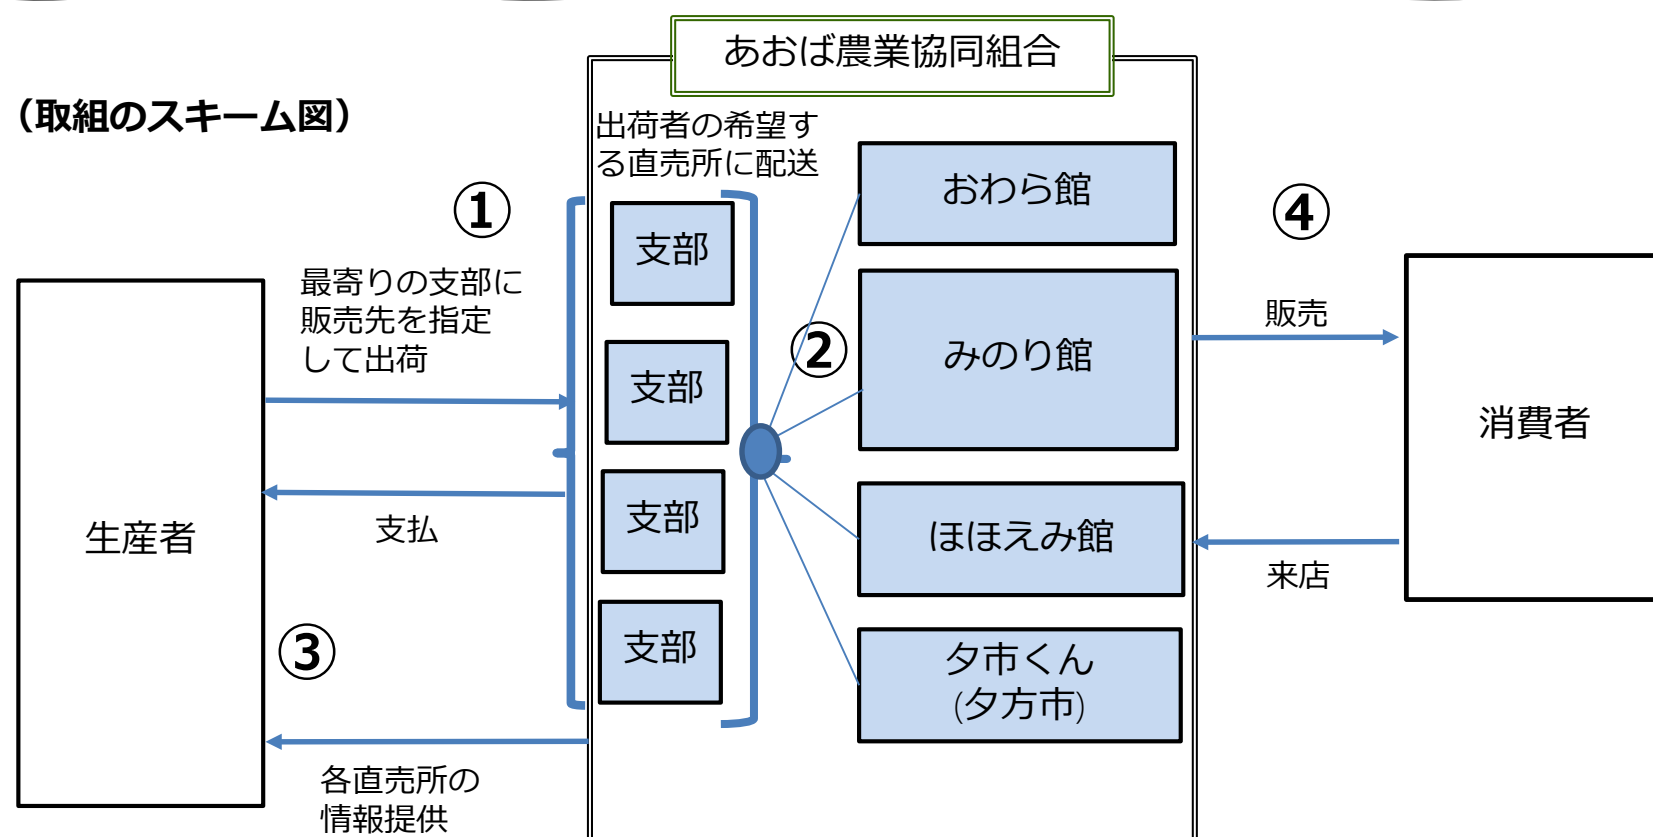 あおば農業協同組合
（取組のスキーム図）
出荷者の希望す
る直売所に配送
①
最寄りの支部に
販売先を指定
して出荷
支払
生産者
③
各直売所の
情報提供
支部
支部
支部
支部
②
おわら館
みのり館
ほほえみ館
夕市くん
(夕方市)
④
販売
来店
消費者